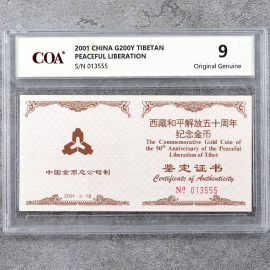 COA
2001 CHINA G200Y TIBETAN
PEACEFUL LIBERATION
S/N 013555
9
Original Genuine
中国金币总公司制
2001-4-18
西藏和平解放五十周年
纪念金币
The Commemorative Gold Coin of
the 50th Anniversary of the Peaceful
Liberation of Tibet
鉴定证书
Certificate of Authenticity
№ 013555